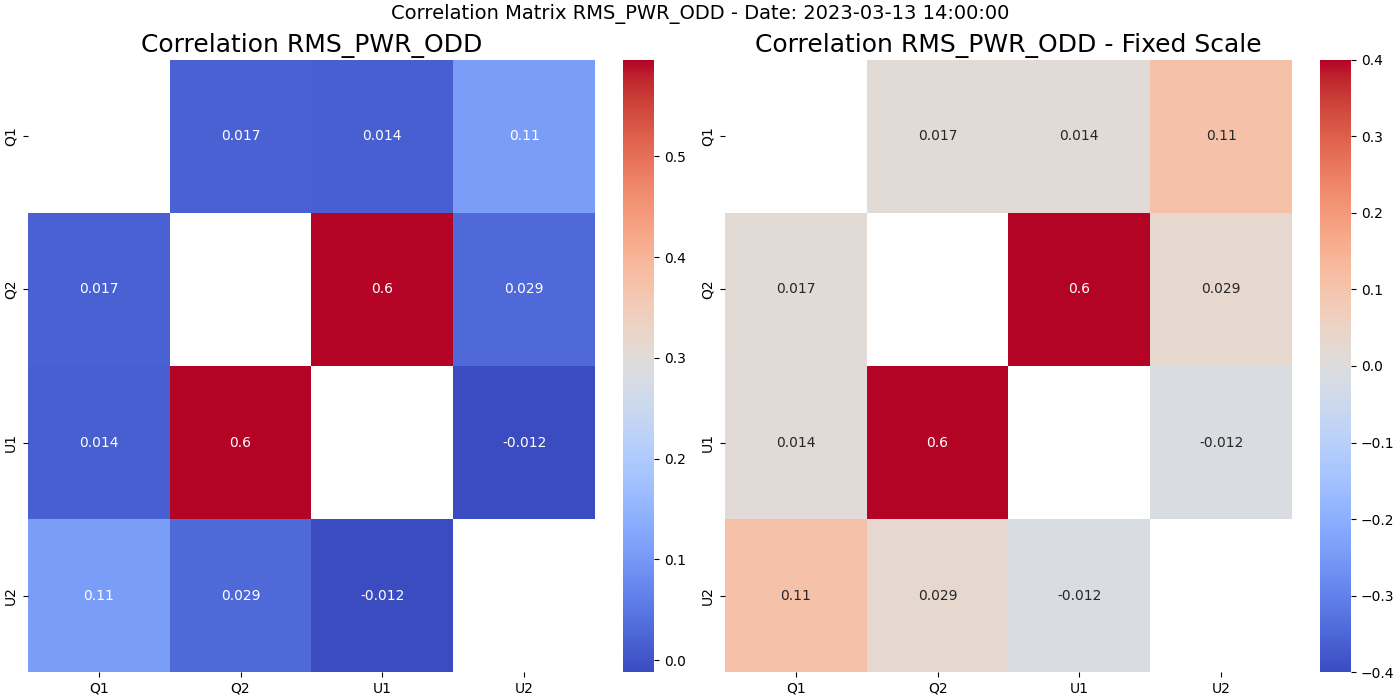 Correlation Matrix RMS_PWR_ODD - Date: 2023-03-13 14:00:00
Correlation RMS_PWR_ODD
Q1
0.017
0.014
0.11
Q2
0.017
0.6
0.029
U1
0.014
0.6
-0.012
U2
0.11
0.029
-0.012
Q1
Q2
U1
U2
0.5
0.4
0.3
0.2
0.1
0.0
Correlation RMS_PWR_ODD - Fixed Scale
Q1
0.017
0.014
0.11
Q2
0.017
0.6
0.029
U1
0.014
0.6
-0.012
U2
0.11
0.029
-0.012
Q1
Q2
U1
U2
0.4
0.3
0.2
0.1
0.0
−0.1
−0.2
−0.3
−0.4